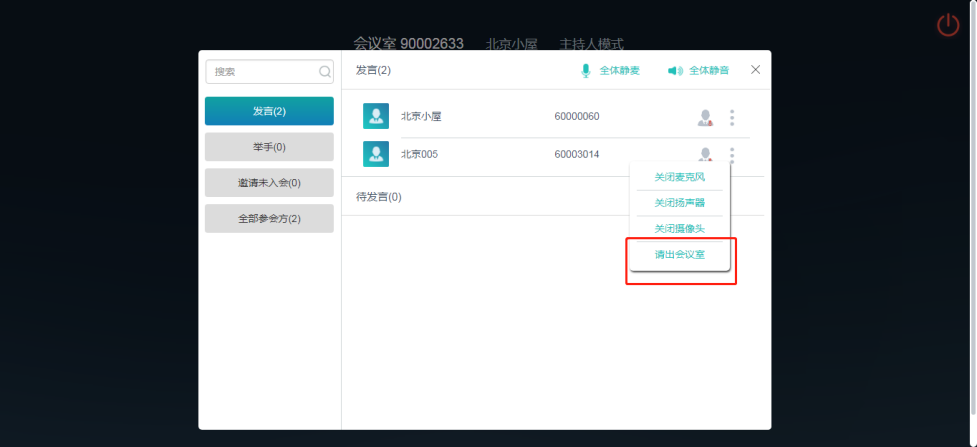 会议室 90002633 北京小屋 主持人模式
搜索
发言(2)
举手(0)
邀请未入会(0)
全部参会方(2)
发言(2) 全体静麦 全体静音
北京小屋 60000060
北京005 60003014
待发言(0)
关闭麦克风
关闭扬声器
关闭摄像头
请出会议室